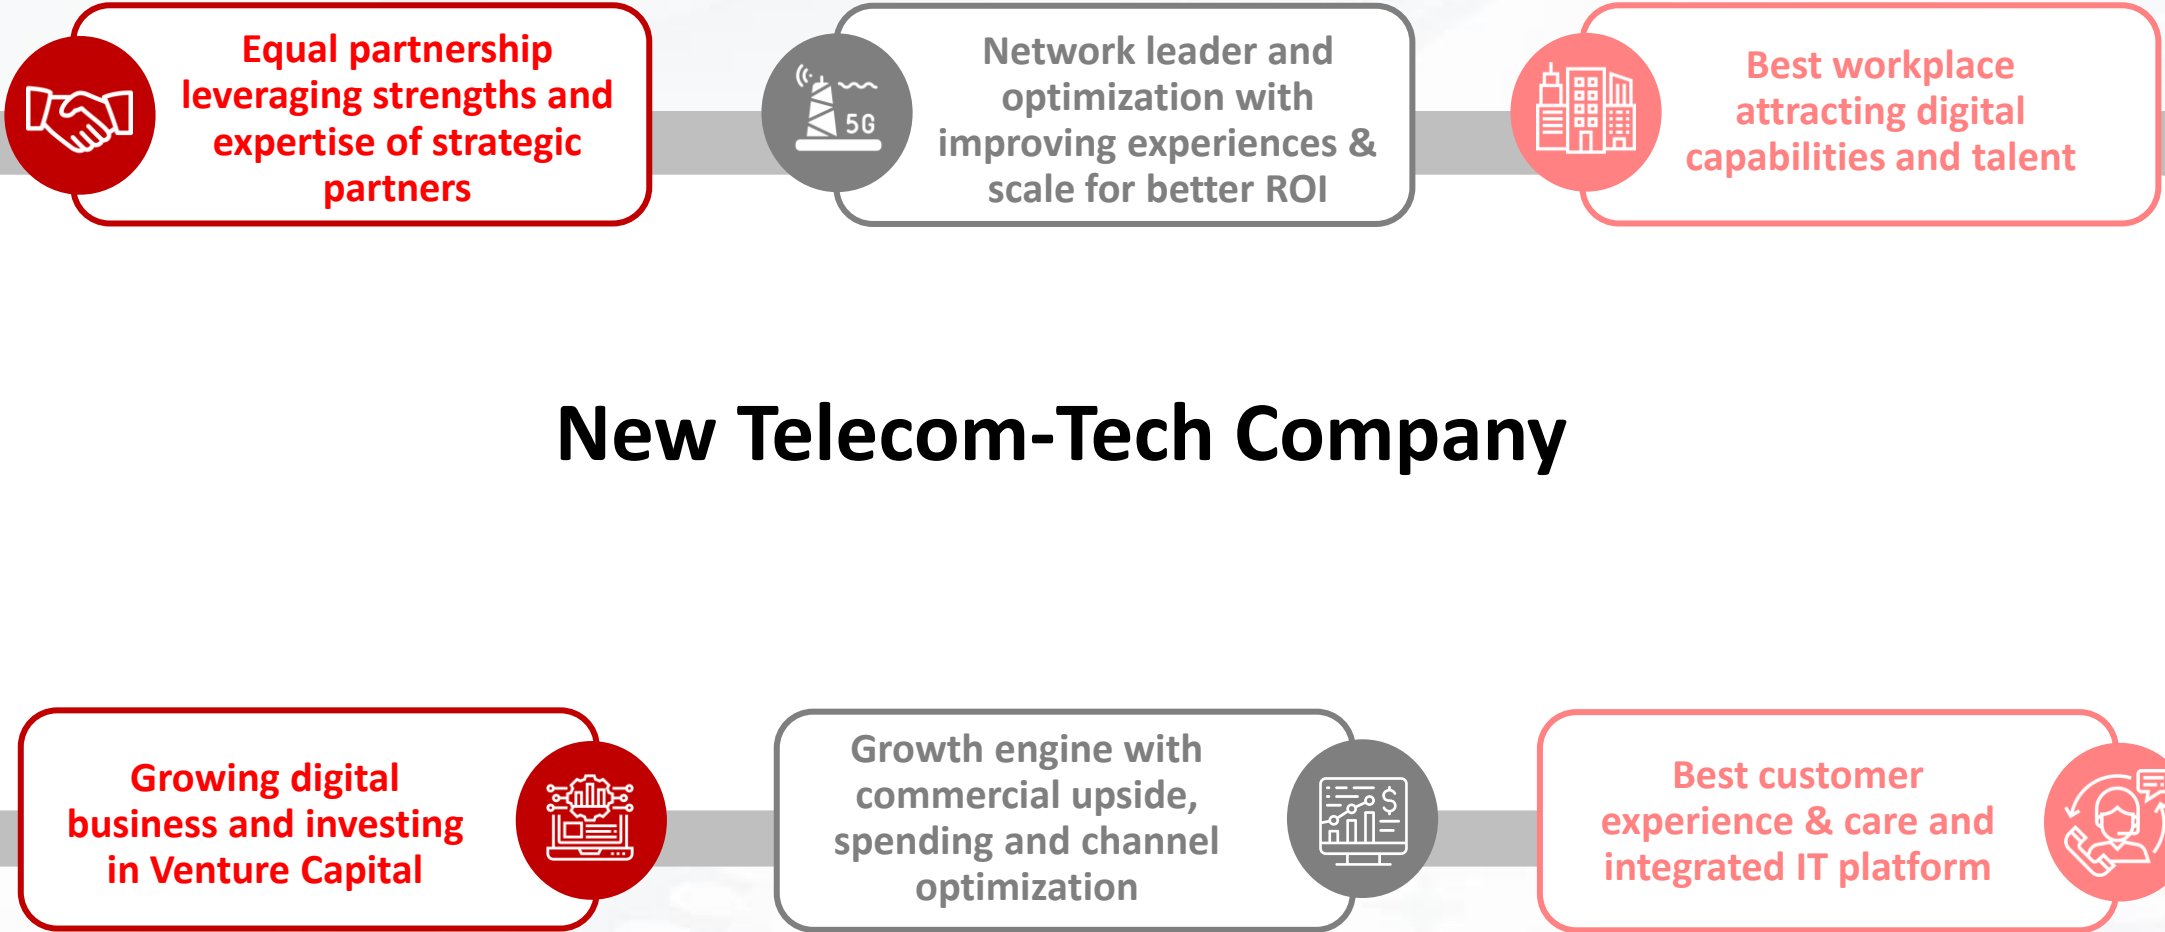 Equal partnership
leveraging strengths and
expertise of strategic
partners
5G
Network leader and
optimization with
improving experiences &
scale for better ROI
Best workplace
attracting digital
capabilities and talent
New Telecom-Tech Company
Growing digital
business and investing
in Venture Capital
Growth engine with
commercial upside,
spending and channel
optimization
$
Best customer
experience & care and
integrated IT platform